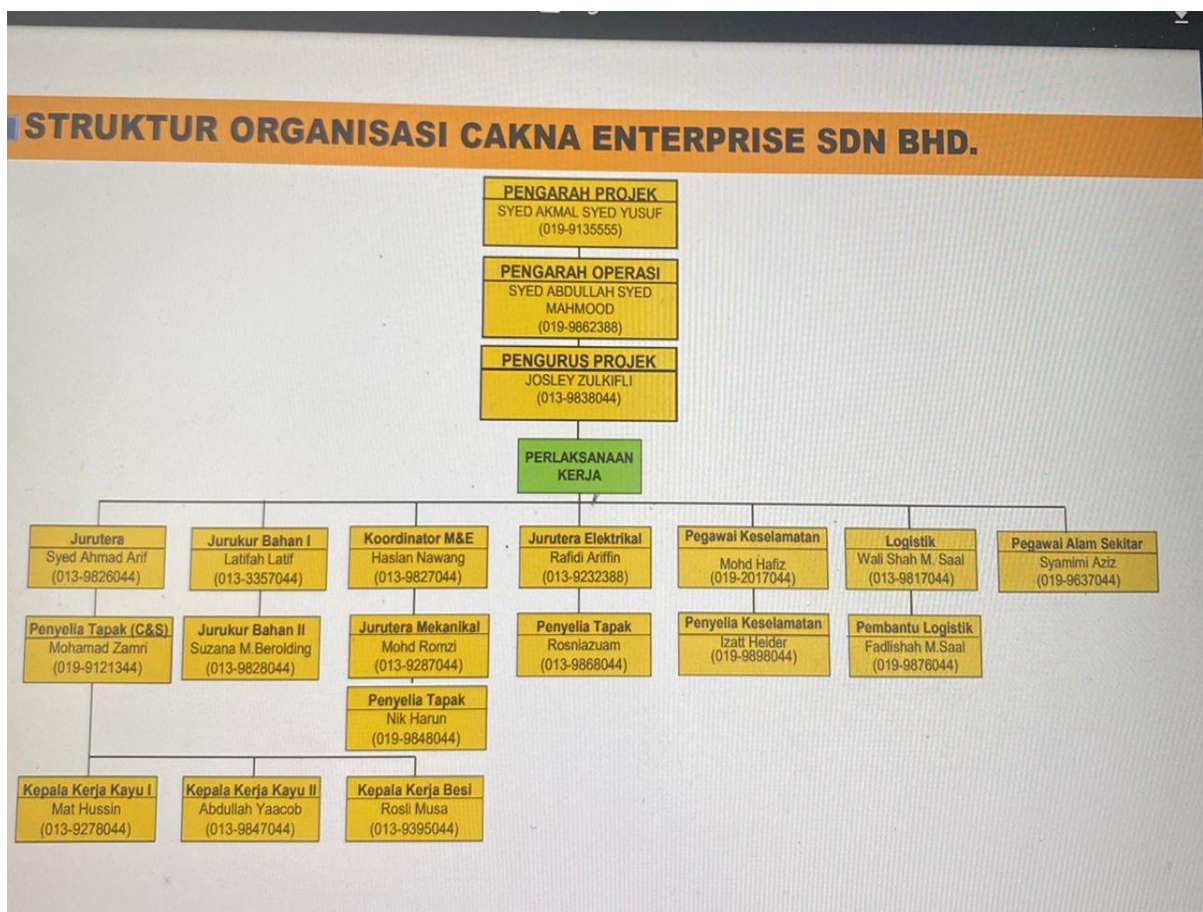 STRUKTUR ORGANISASI CAKNA ENTERPRISE SDN BHD.
PENGARAH PROJEK
SYED AKMAL SYED YUSUF
(019-9135555)
PENGARAH OPERASI
SYED ABDULLAH SYED
MAHMOOD
(019-9862388)
PENGURUS PROJEK
JOSLEY ZULKIFLI
(013-9838044)
PERLAKSANAAN
KERJA
Jurutera
Syed Ahmad Arif
(013-9826044)
Jurukur Bahan I
Latifah Latif
(013-3357044)
Koordinator M&E
Haslan Nawang
(013-9827044)
Jurutera Elektrikal
Rafidi Ariffin
(013-9232388)
Pegawai Keselamatan
Mohd Hafiz
(019-2017044)
Logistik
Wali Shah M. Saal
(013-9817044)
Pegawai Alam Sekitar
Syamimi Aziz
(019-9637044)
Penyelia Tapak (C&S)
Mohamad Zamri
(019-9121344)
Jurukur Bahan II
Suzana M.Berolding
(013-9828044)
Jurutera Mekanikal
Mohd Romzi
(013-9287044)
Penyelia Tapak
Rosniazuam
(013-9868044)
Penyelia Keselamatan
Izatt Heider
(019-9898044)
Pembantu Logistik
Fadlishah M.Saal
(019-9876044)
Penyelia Tapak
Nik Harun
(019-9848044)
Kepala Kerja Kayu I
Mat Hussin
(013-9278044)
Kepala Kerja Kayu II
Abdullah Yaacob
(013-9847044)
Kepala Kerja Besi
Rosli Musa
(013-9395044)